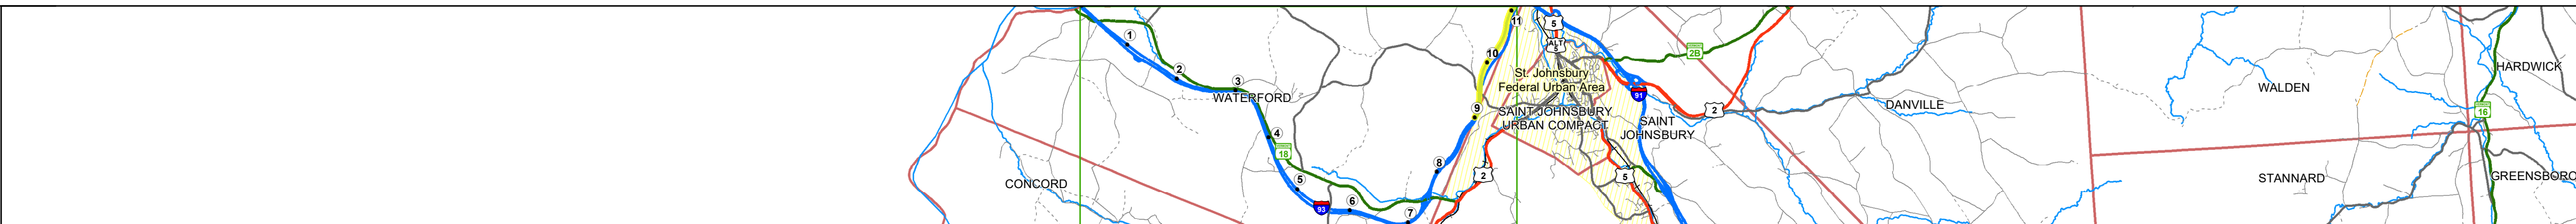 1
2
3
WATERFORD
4
18
5
93
6
7
8
9
10
11
CONCORD
5
ALT
5
2B
St. Johnsbury
Federal Urban Area
SAINT JOHNSBURY
URBAN COMPACT
91
2
SAINT
JOHNSBURY
2
5
DANVILLE
WALDEN
HARDWICK
16
STANNARD
GREENSBORO